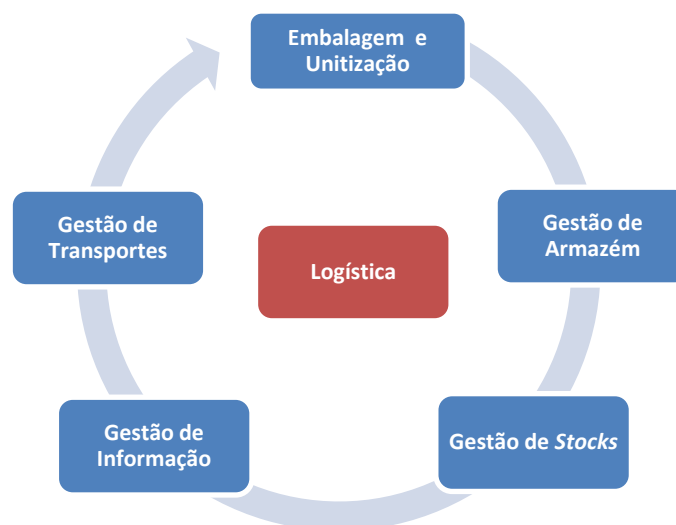 Embalagem e
Unitização
Gestão de
Armazém
Gestão de Stocks
Gestão de
Informação
Gestão de
Transportes
Logística